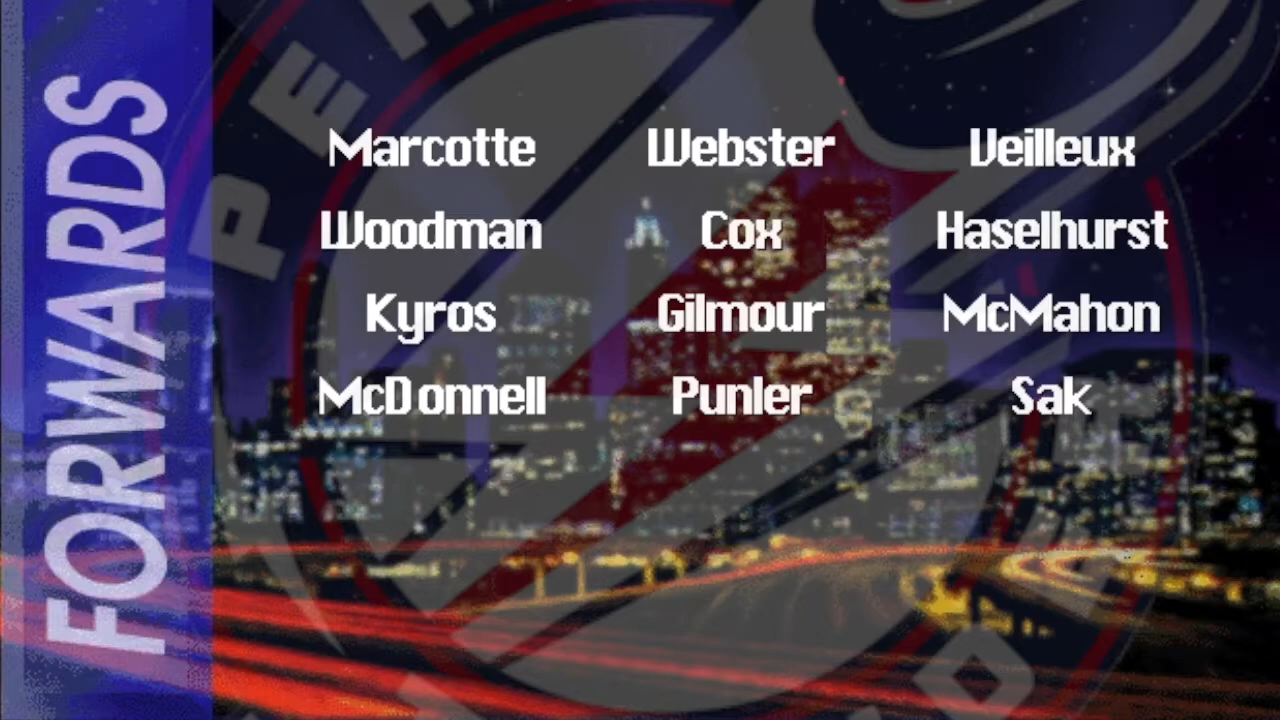 FORWARDS
Marcotte Webster Veilleux
Woodman Cox Haselhurst
Kyros Gilmour McMahon
McDonnell Punler Sak